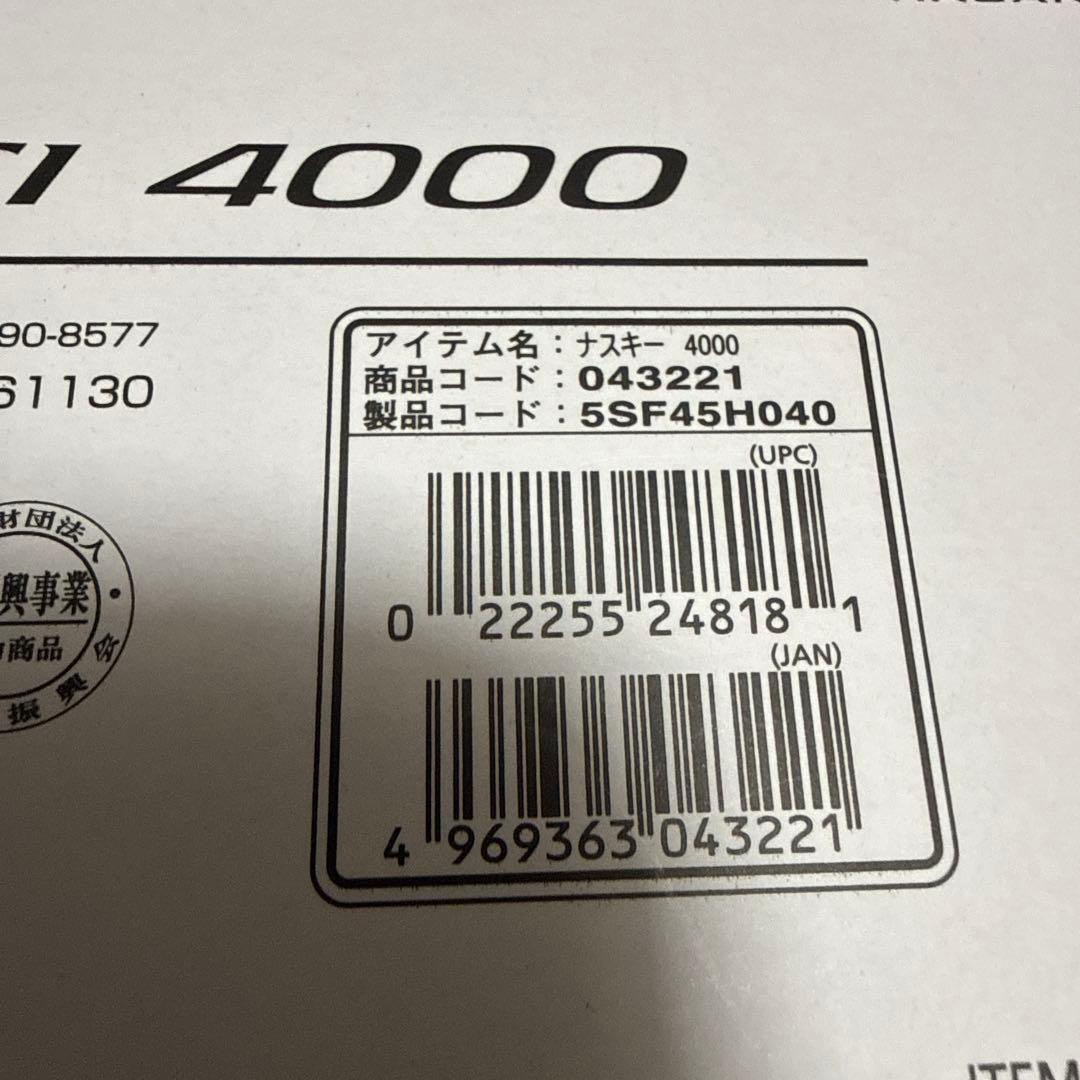 4000
90-8577
61130
アイテム名：ナスキー 4000
商品コード：043221
製品コード：5SF45H040
(UPC)
0 22255 24818 1
(JAN)
4 969363 043221
財団法人
興事業
商品
振興会
ITEM